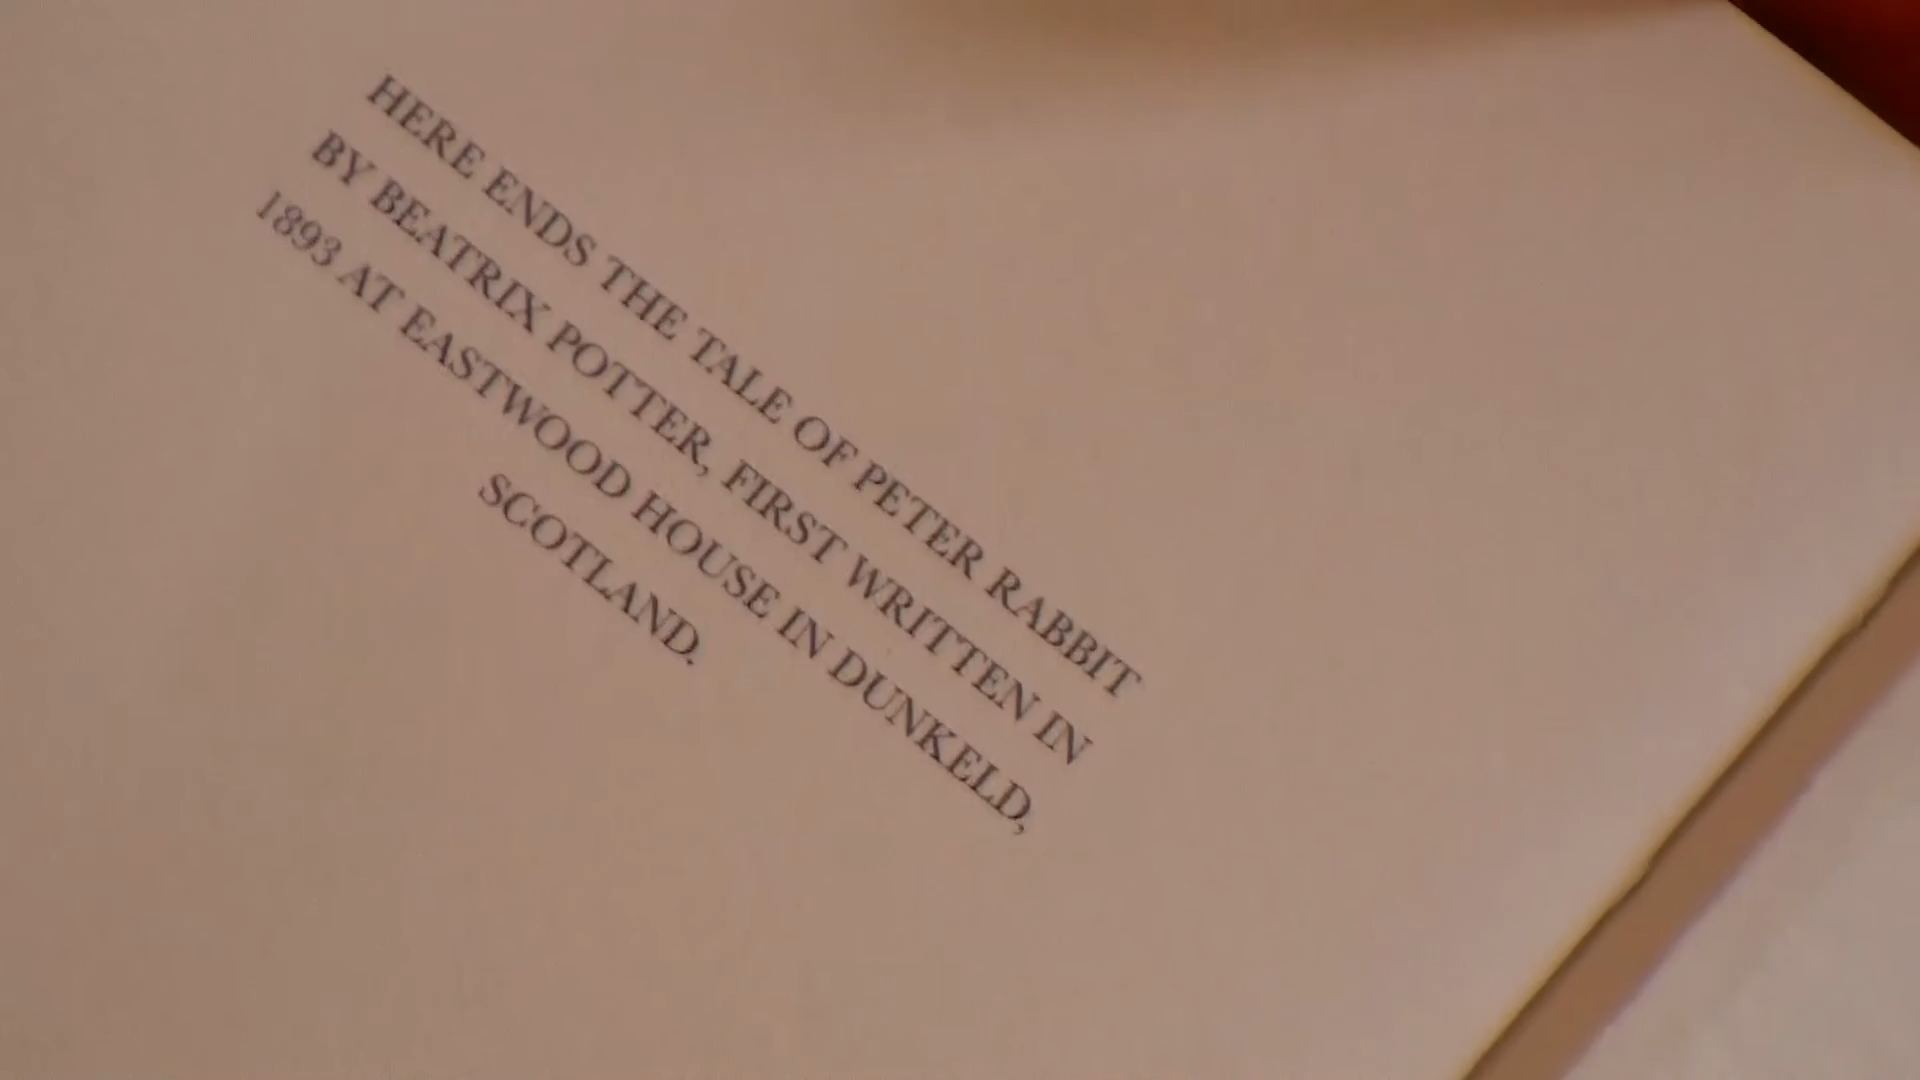 HERE ENDS THE TALE OF PETER RABBIT
BY BEATRIX POTTER, FIRST WRITTEN IN
1893 AT EASTWOOD HOUSE IN DUNKELD,
SCOTLAND.